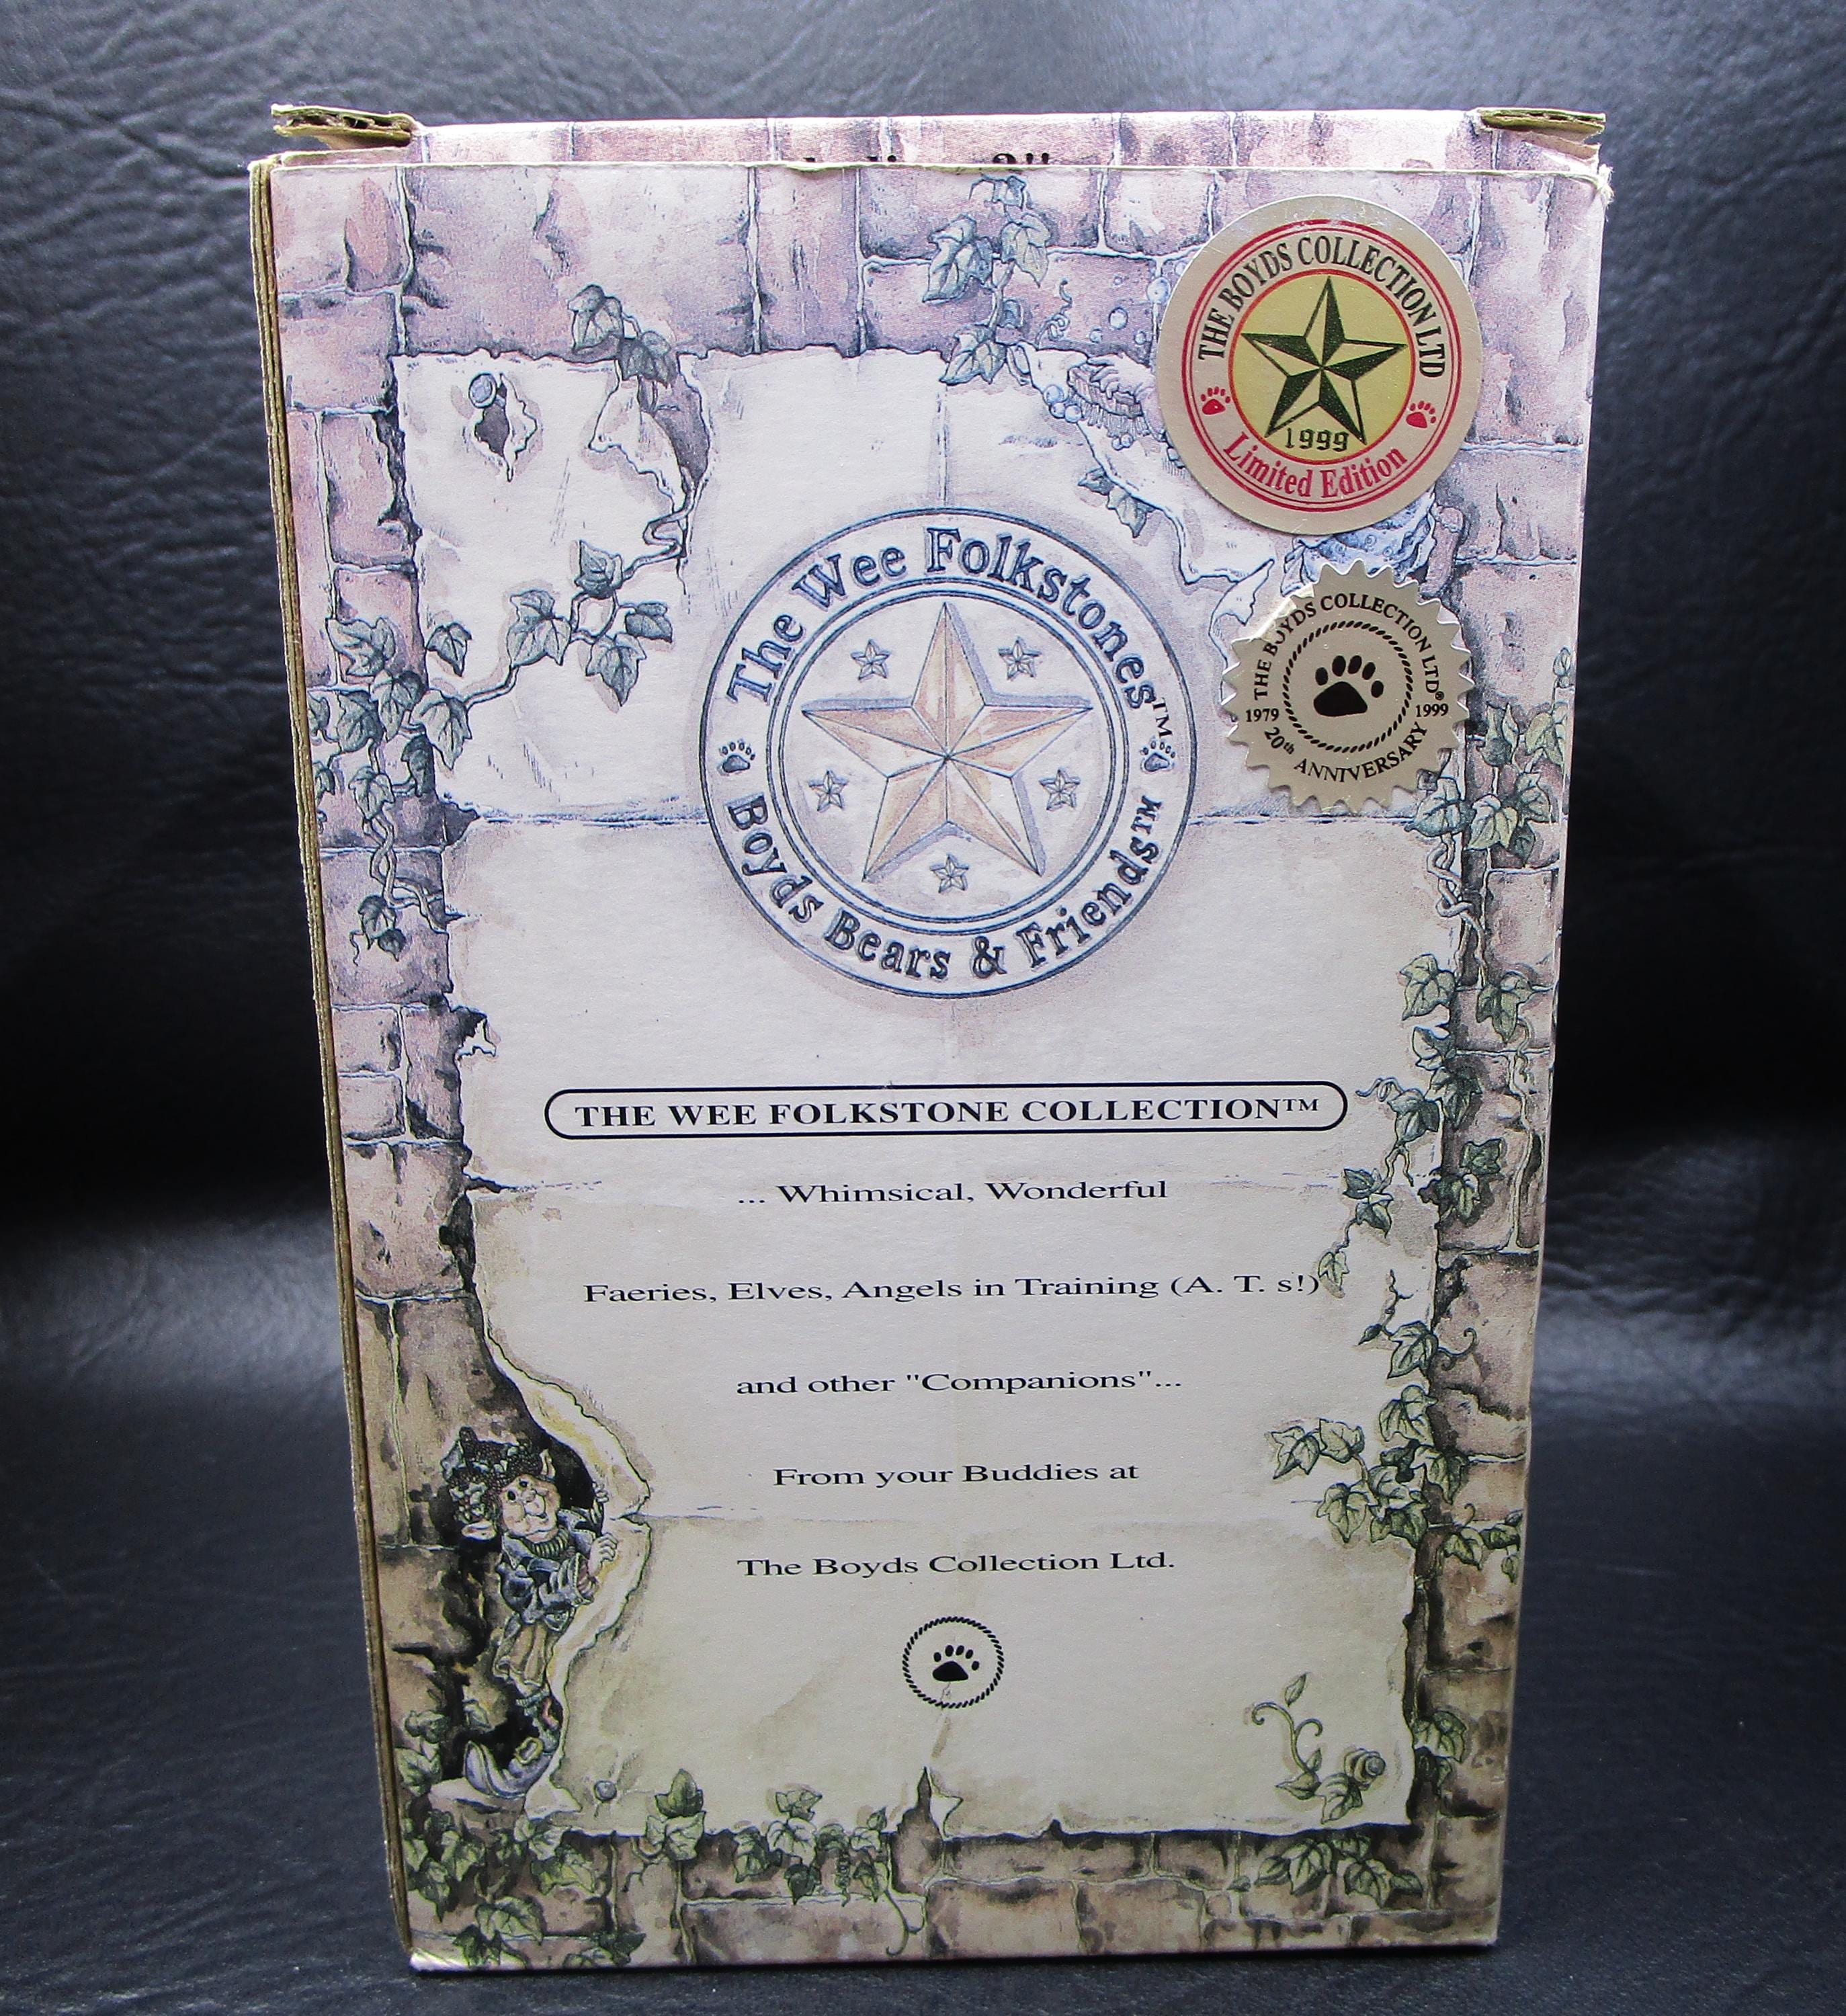 THE BOYDS COLLECTION LTD
1999
Limited Edition
The Wee Folkstones™
Boyds Bears & Friends™
THE BOYDS COLLECTION LTD®
1979 1999
20th ANNIVERSARY
THE WEE FOLKSTONE COLLECTION™
... Whimsical, Wonderful
Faeries, Elves, Angels in Training (A. T. s!)
and other "Companions"...
From your Buddies at
The Boyds Collection Ltd.